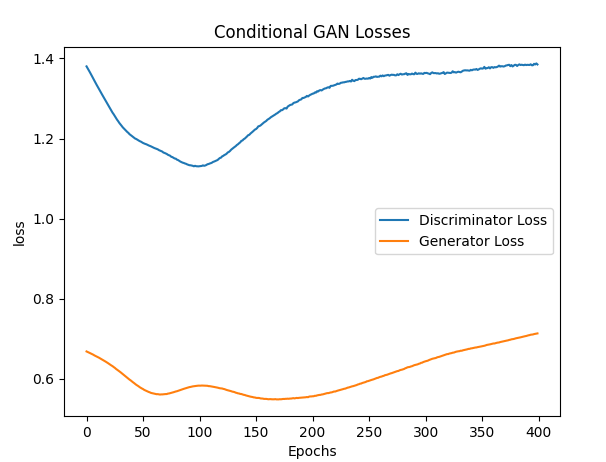 Conditional GAN Losses
1.4
1.2
1.0
0.8
0.6
loss
Discriminator Loss
Generator Loss
0 50 100 150 200 250 300 350 400
Epochs